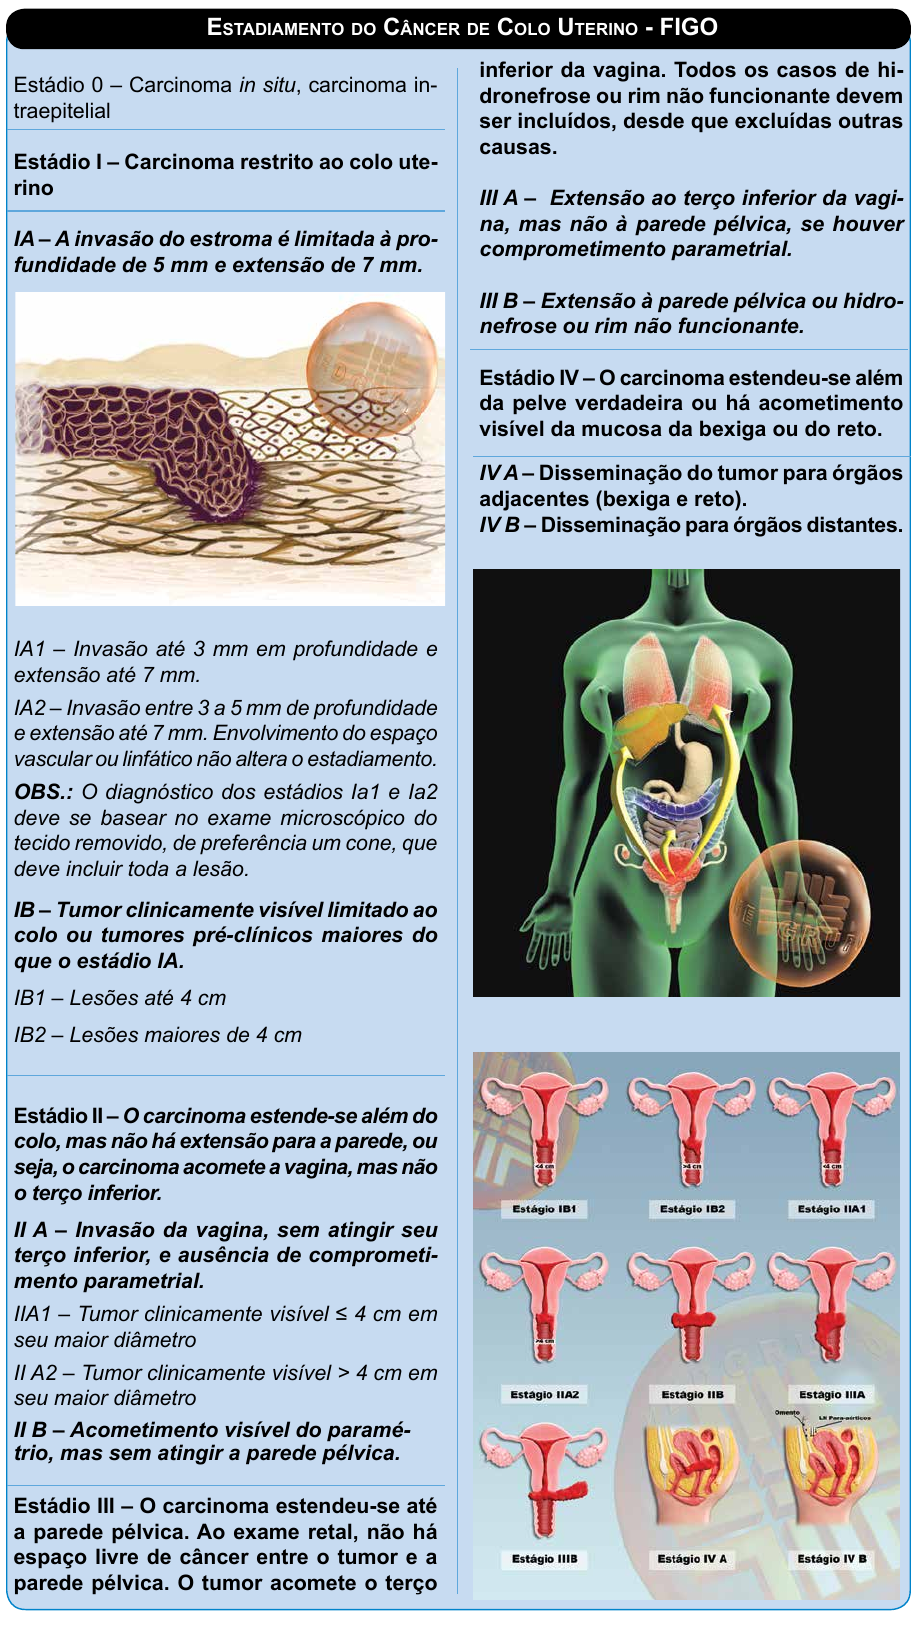 Estadiamento do Câncer de Colo Uterino - FIGO
Estádio 0 – Carcinoma in situ, carcinoma in-
traepitelial
Estádio I – Carcinoma restrito ao colo ute-
rino
IA – A invasão do estroma é limitada à pro-
fundidade de 5 mm e extensão de 7 mm.
IA1 – Invasão até 3 mm em profundidade e
extensão até 7 mm.
IA2 – Invasão entre 3 a 5 mm de profundidade
e extensão até 7 mm. Envolvimento do espaço
vascular ou linfático não altera o estadiamento.
OBS.: O diagnóstico dos estádios Ia1 e Ia2
deve se basear no exame microscópico do
tecido removido, de preferência um cone, que
deve incluir toda a lesão.
IB – Tumor clinicamente visível limitado ao
colo ou tumores pré-clínicos maiores do
que o estádio IA.
IB1 – Lesões até 4 cm
IB2 – Lesões maiores de 4 cm
Estádio II – O carcinoma estende-se além do
colo, mas não há extensão para a parede, ou
seja, o carcinoma acomete a vagina, mas não
o terço inferior.
II A – Invasão da vagina, sem atingir seu
terço inferior, e ausência de comprometi-
mento parametrial.
IIA1 – Tumor clinicamente visível ≤ 4 cm em
seu maior diâmetro
II A2 – Tumor clinicamente visível > 4 cm em
seu maior diâmetro
II B – Acometimento visível do paramé-
trio, mas sem atingir a parede pélvica.
Estádio III – O carcinoma estendeu-se até
a parede pélvica. Ao exame retal, não há
espaço livre de câncer entre o tumor e a
parede pélvica. O tumor acomete o terço
inferior da vagina. Todos os casos de hi-
dronefrose ou rim não funcionante devem
ser incluídos, desde que excluídas outras
causas.
III A – Extensão ao terço inferior da vagi-
na, mas não à parede pélvica, se houver
comprometimento parametrial.
III B – Extensão à parede pélvica ou hidro-
nefrose ou rim não funcionante.
Estádio IV – O carcinoma estendeu-se além
da pelve verdadeira ou há acometimento
visível da mucosa da bexiga ou do reto.
IV A – Disseminação do tumor para órgãos
adjacentes (bexiga e reto).
IV B – Disseminação para órgãos distantes.
<4 cm
>4 cm
<4 cm
Estágio IB1
Estágio IB2
Estágio IIA1
>4 cm
Estágio IIA2
Estágio IIB
Estágio IIIA
Omento
LN Para-aórticos
Estágio IIIB
Estágio IV A
Estágio IV B